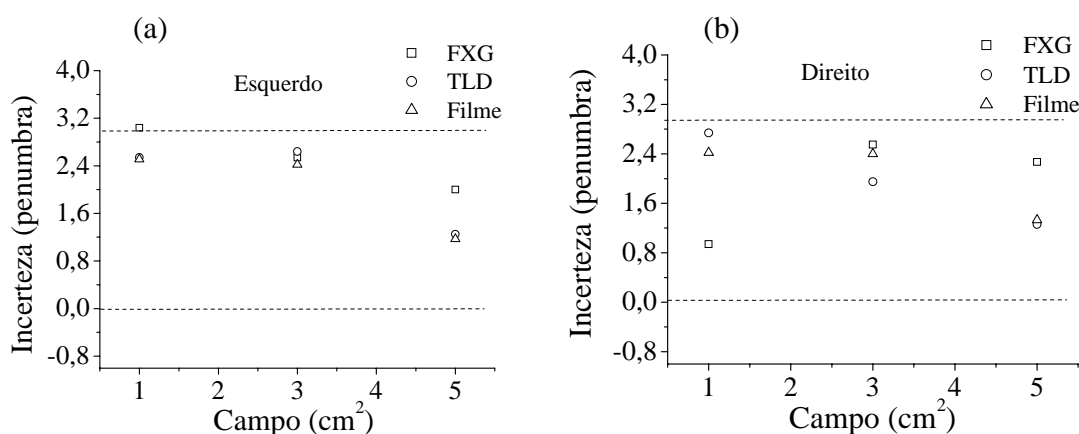 (a)
FXG
TLD
Filme
Esquerdo
Incerteza (penumbra)
4,0
3,2
2,4
1,6
0,8
0,0
-0,8
1 2 3 4 5
Campo (cm²)
(b)
FXG
TLD
Filme
Direito
Incerteza (penumbra)
4,0
3,2
2,4
1,6
0,8
0,0
-0,8
1 2 3 4 5
Campo (cm²)